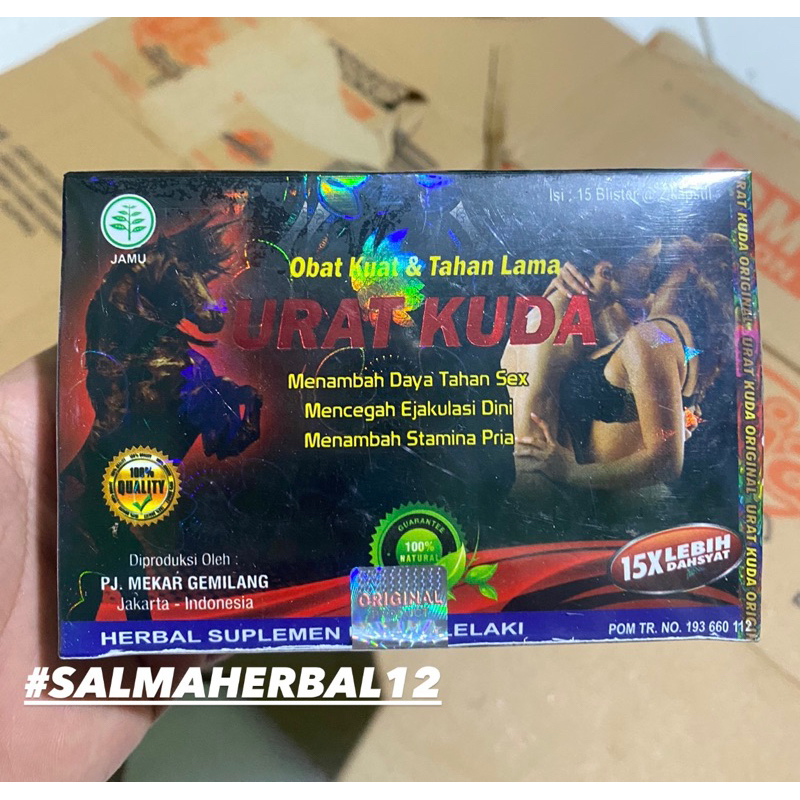 Isi : 15 Blister @ 2 kapsul
JAMU
Obat Kuat & Tahan Lama
URAT KUDA
Menambah Daya Tahan Sex
Mencegah Ejakulasi Dini
Menambah Stamina Pria
100%
QUALITY
GUARANTEE
100%
NATURAL
Diproduksi Oleh :
PJ. MEKAR GEMILANG
Jakarta - Indonesia
15X LEBIH
DAHSYAT
ORIGINAL
HERBAL SUPLEMEN LELAKI
POM TR. NO. 193 660 112
RAT KUDA ORIGINAL URAT KUDA ORIGINAL URAT KUDA ORIGI
#SALMAHERBAL12